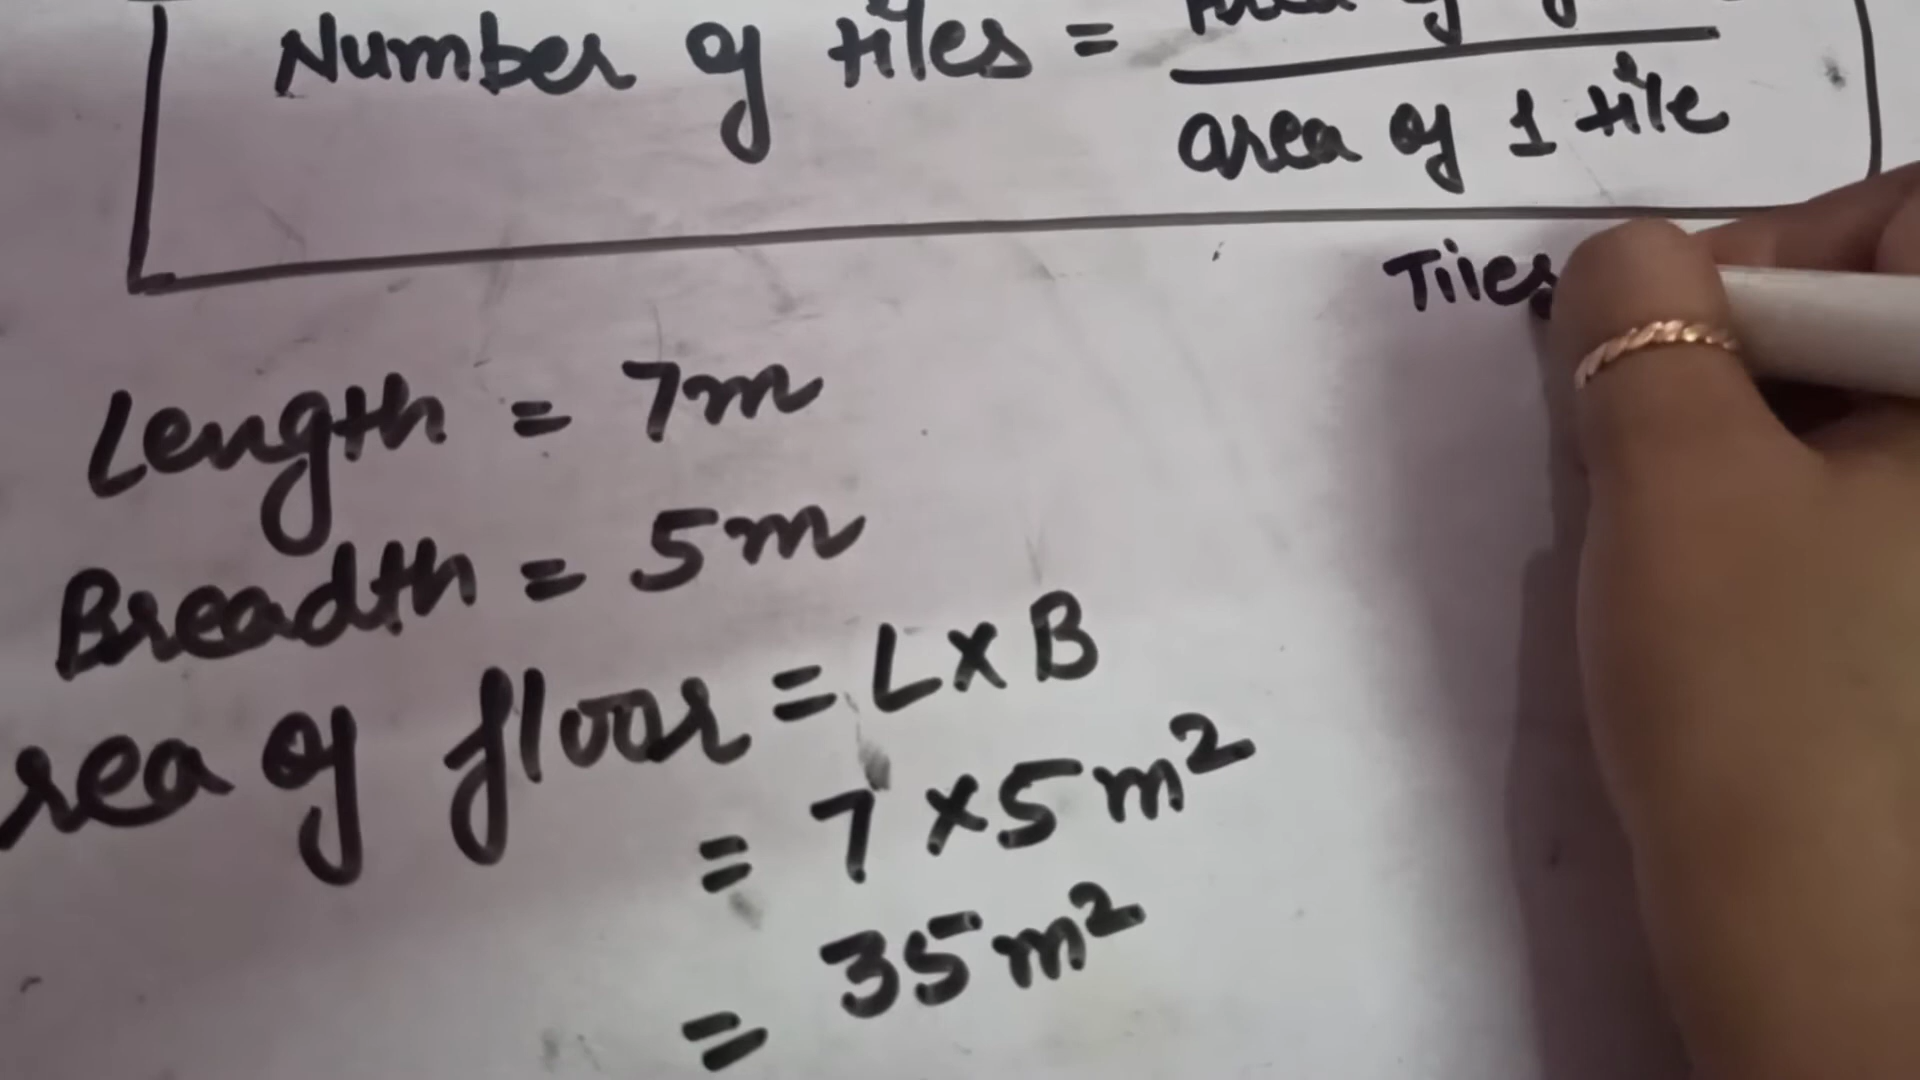 Number of tiles =
area of 1 tile
Tiles
Length = 7m
Breadth = 5m
rea of floor = L x B
= 7 x 5 m²
= 35 m²